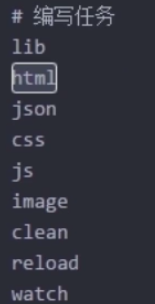 # 编写任务
lib
html
json
css
js
image
clean
reload
watch